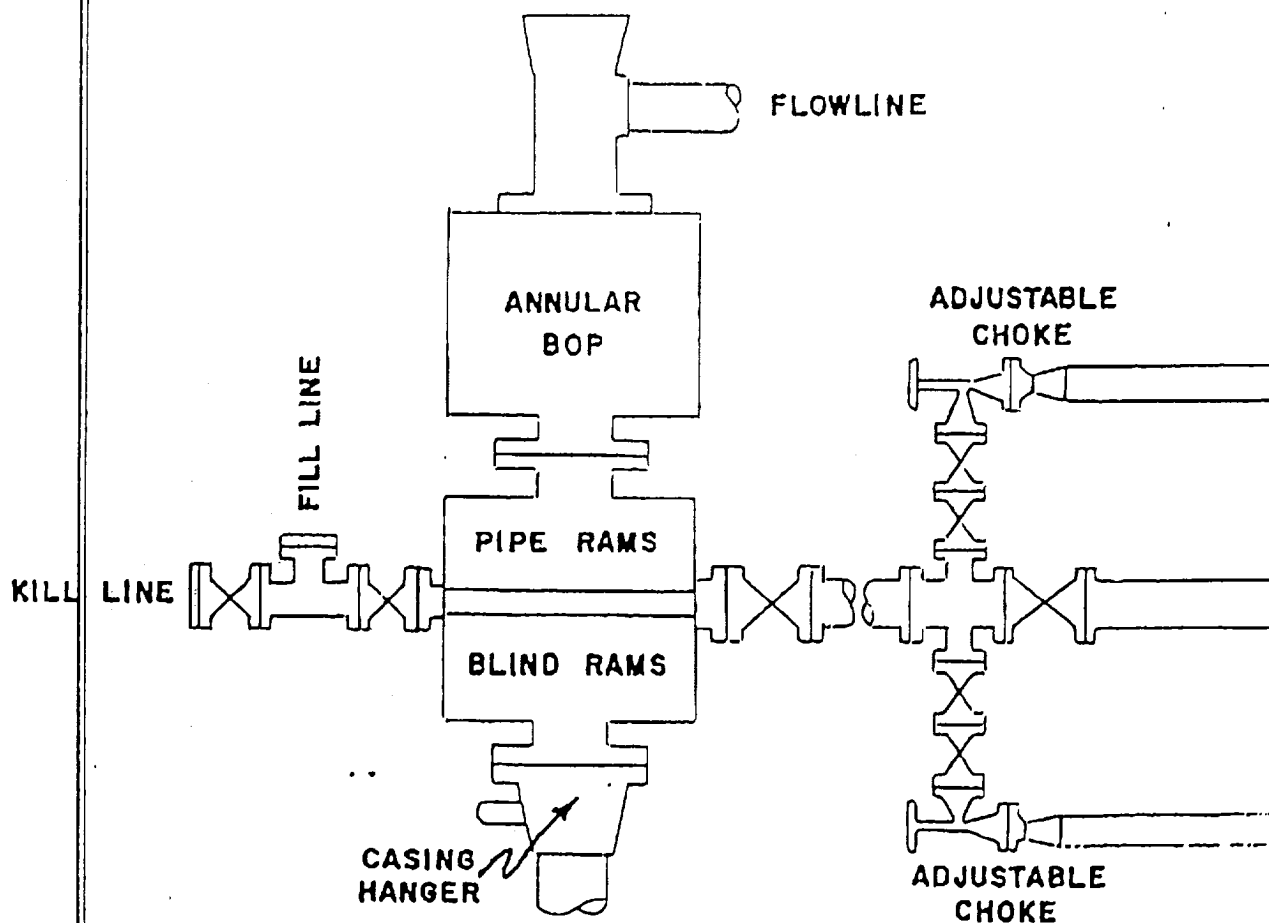 FLOWLINE
ANNULAR
BOP
ADJUSTABLE
CHOKE
FILL LINE
PIPE RAMS
KILL LINE
BLIND RAMS
CASING
HANGER
ADJUSTABLE
CHOKE